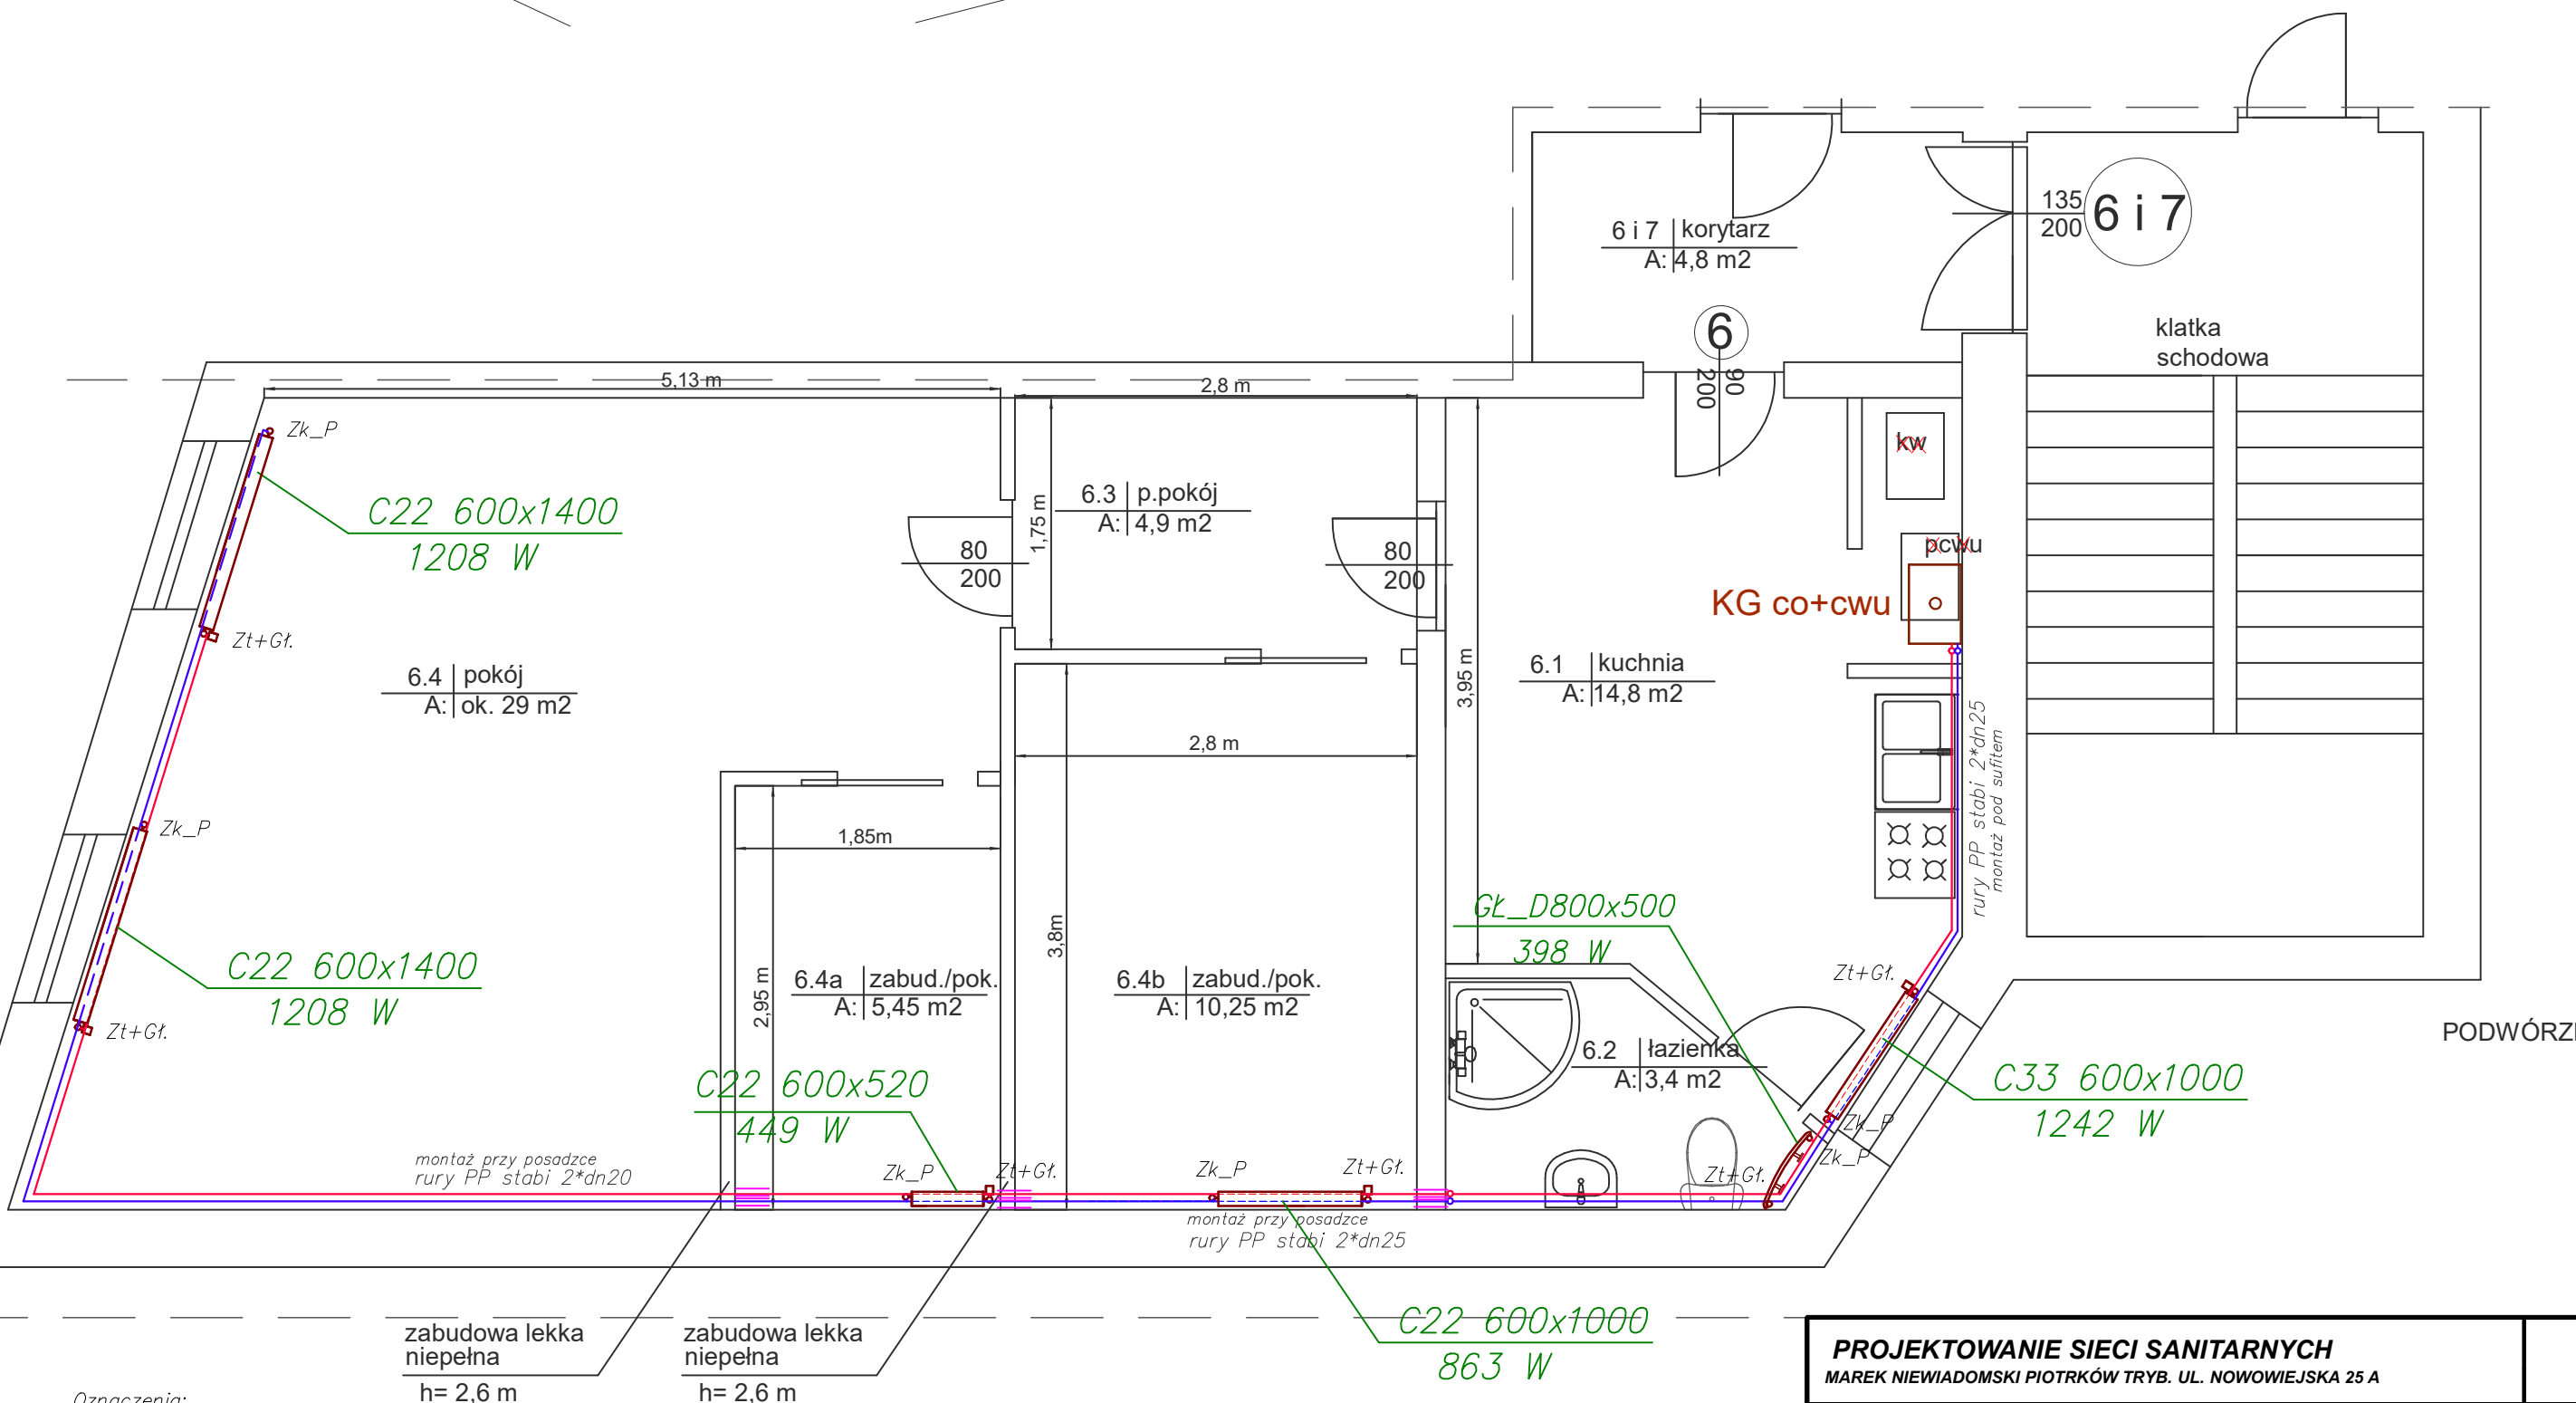 5,13 m
2,8 m
Zk_P
C22 600x1400
1208 W
Zt+Gł.
6.4 pokój
A: ok. 29 m2
Zk_P
C22 600x1400
1208 W
Zt+Gł.
80
200
1,75 m
6.3 p.pokój
A: 4,9 m2
80
200
6 i 7 korytarz
A: 4,8 m2
135
200
6 i 7
6
90
200
klatka
schodowa
kw
pcwu
KG co+cwu
6.1 kuchnia
A: 14,8 m2
3,95 m
2,8 m
1,85m
2,95 m
3,8m
rury PP stabi 2*dn25
montaż pod sufitem
GŁ_D800x500
398 W
6.4a zabud./pok.
A: 5,45 m2
6.4b zabud./pok.
A: 10,25 m2
6.2 łazienka
A: 3,4 m2
Zt+Gł.
C33 600x1000
1242 W
PODWÓRZ
C22 600x520
449 W
Zk_P
Zk_P
Zt+Gł.
montaż przy posadzce
rury PP stabi 2*dn20
Zk_P
Zt+Gł.
Zk_P
Zt+Gł.
montaż przy posadzce
rury PP stabi 2*dn25
C22 600x1000
863 W
zabudowa lekka
niepełna
h= 2,6 m
zabudowa lekka
niepełna
h= 2,6 m
Oznaczenia:
PROJEKTOWANIE SIECI SANITARNYCH
MAREK NIEWIADOMSKI PIOTRKÓW TRYB. UL. NOWOWIEJSKA 25 A